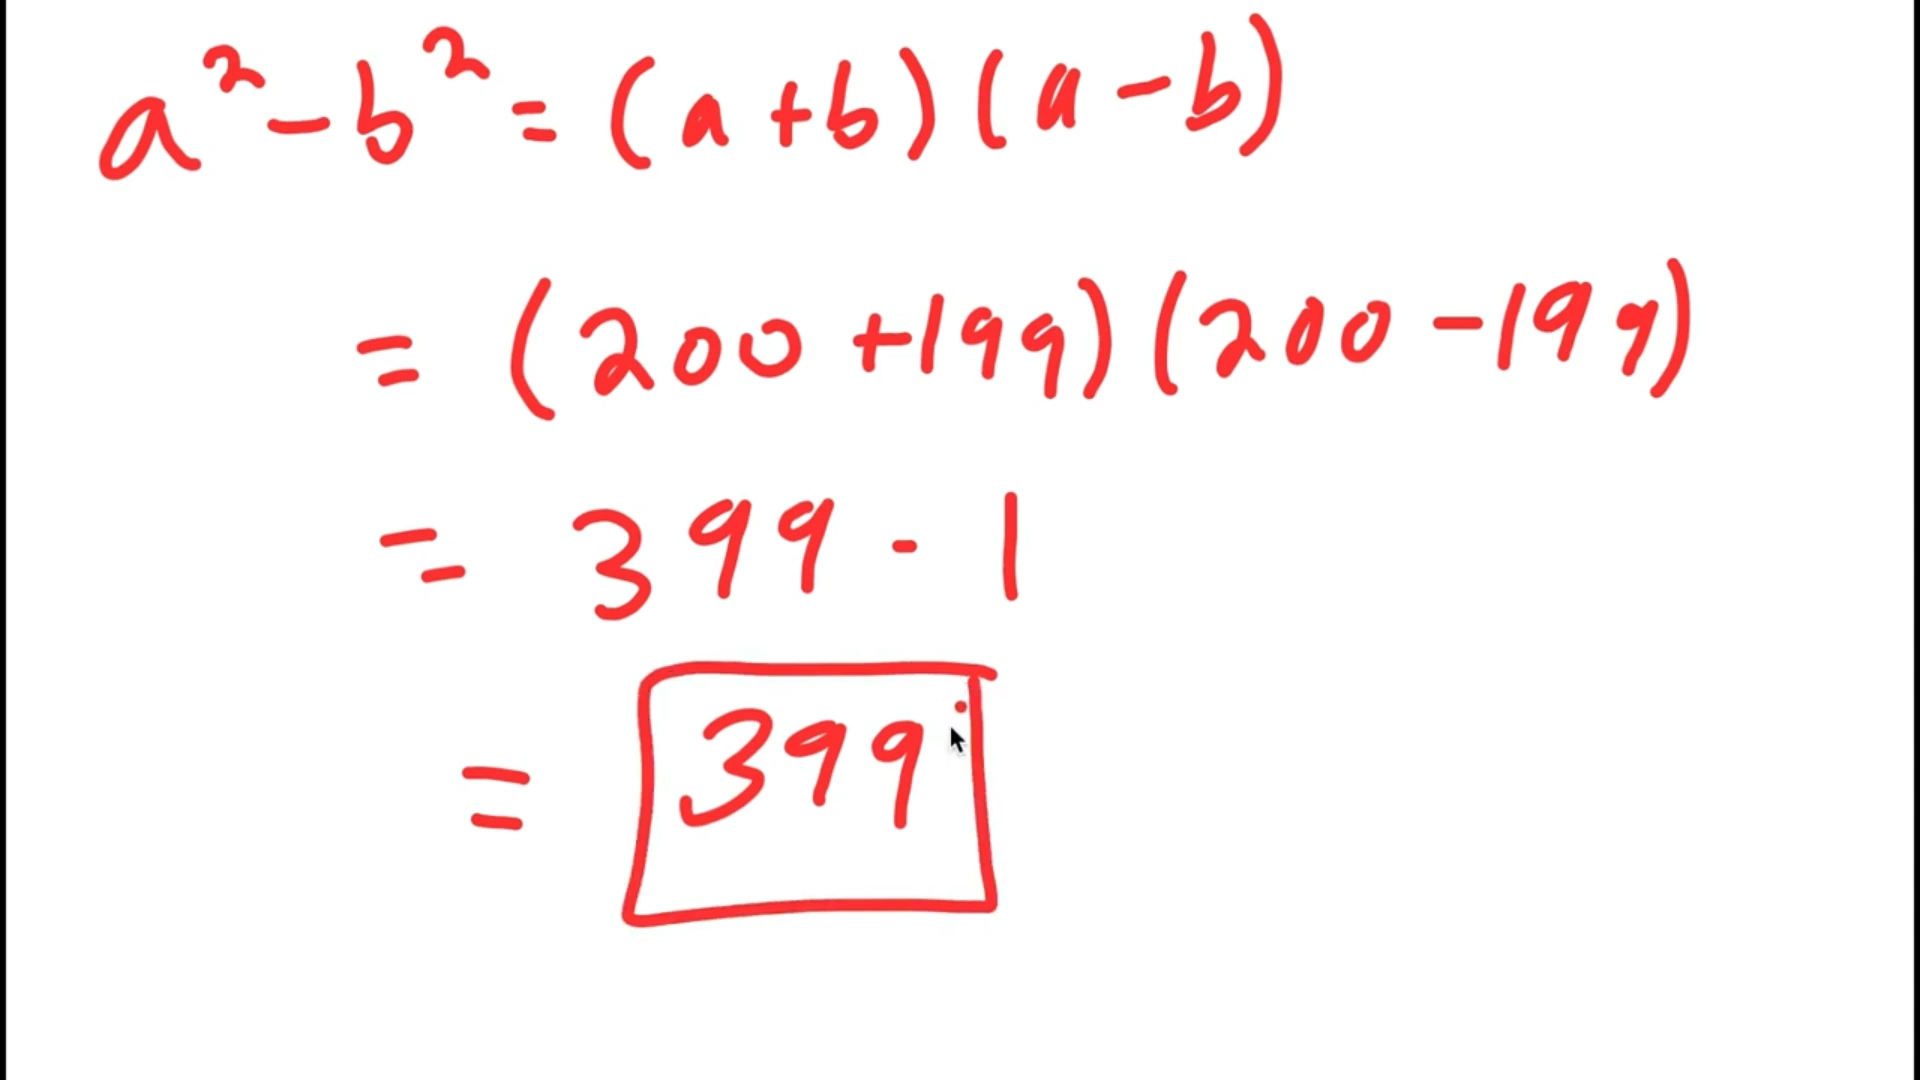 a² - b² = (a + b)(a - b)
= (200 + 199)(200 - 199)
= 399 · 1
= 399